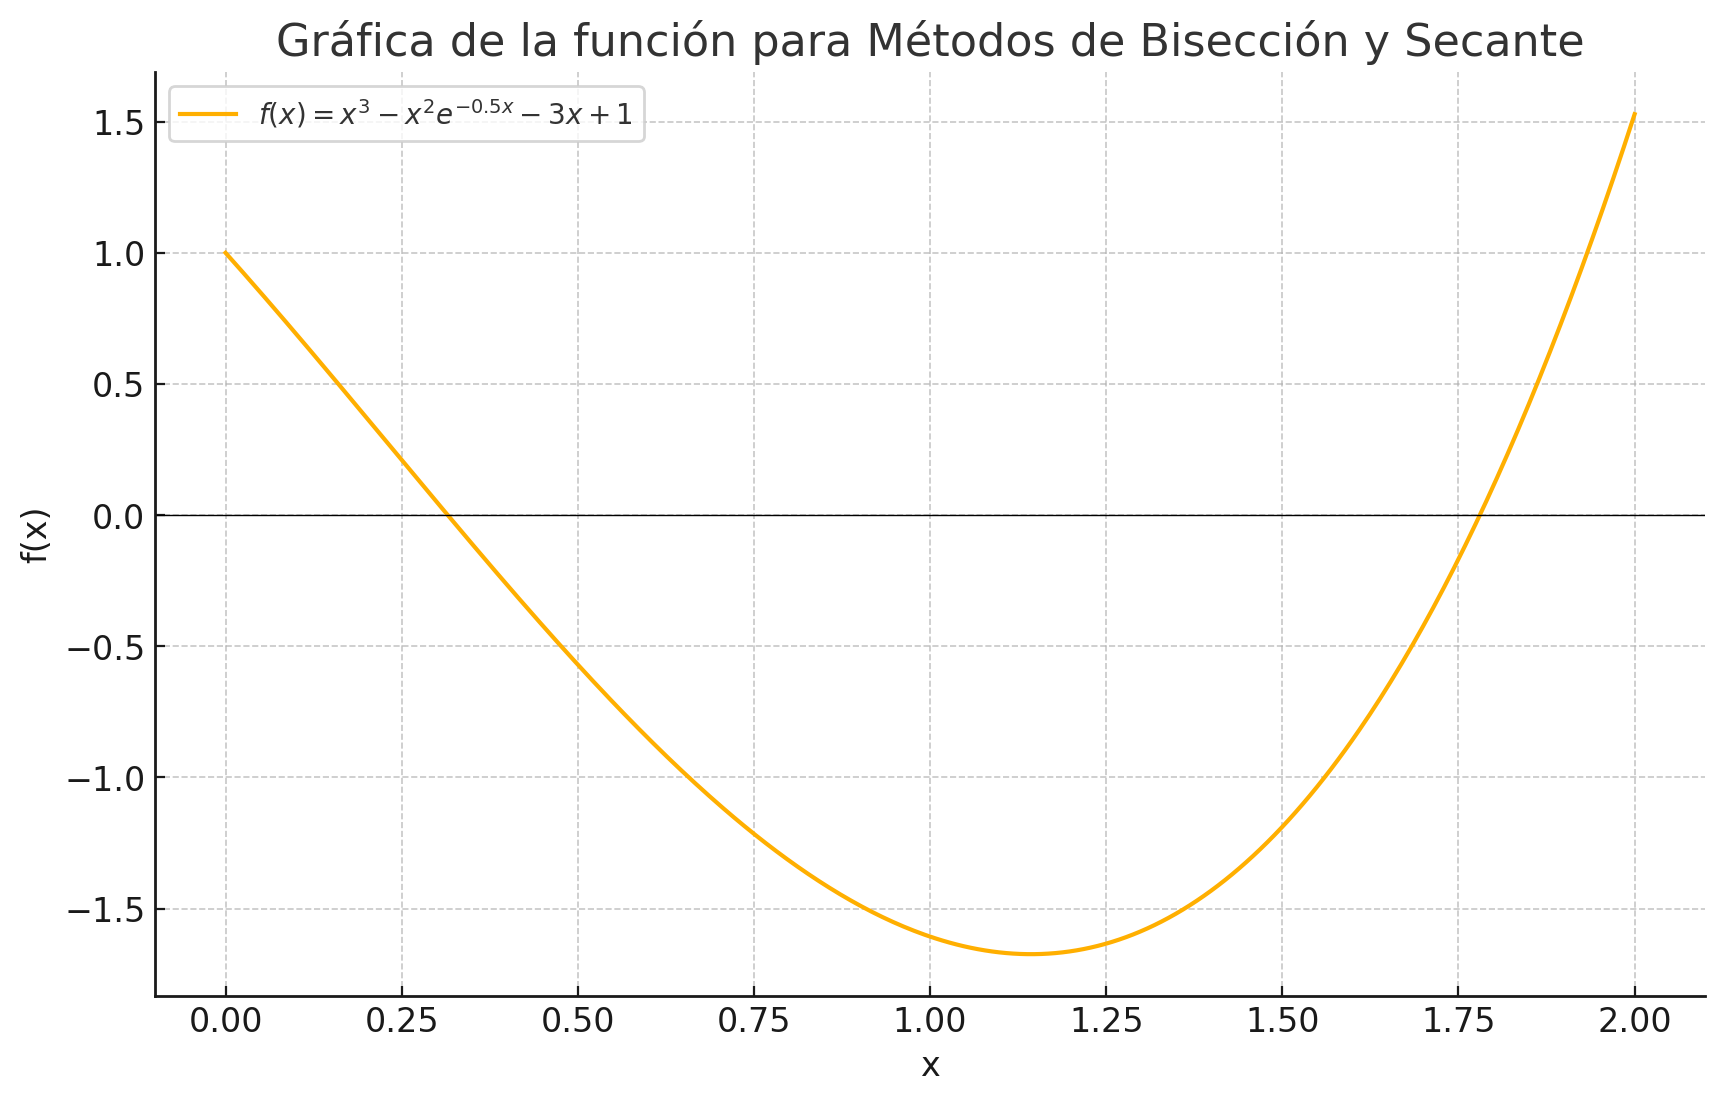 Gráfica de la función para Métodos de Bisección y Secante
f(x) = x³ − x²e^{−0.5x} − 3x + 1
1.5
1.0
0.5
0.0
−0.5
−1.0
−1.5
f(x)
0.00 0.25 0.50 0.75 1.00 1.25 1.50 1.75 2.00
x